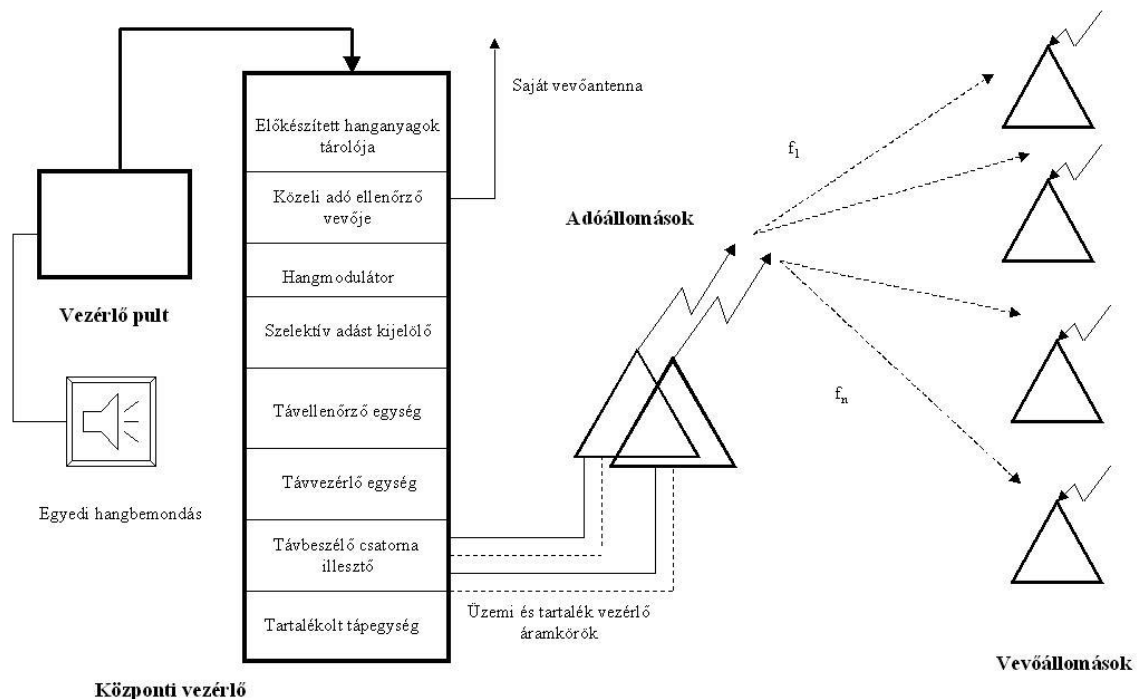 Saját vevőantenna
Előkészített hanganyagok
tárolója
Közeli adó ellenőrző
vevője
Hangmodulátor
Szelektív adást kijelölő
Távellenőrző egység
Távvezérlő egység
Távbeszélő csatorna
illesztő
Tartalékolt tápegység
Vezérlő pult
Egyedi hangbemondás
Központi vezérlő
Adóállomások
f1
fn
Üzemi és tartalék vezérlő
áramkörök
Vevőállomások